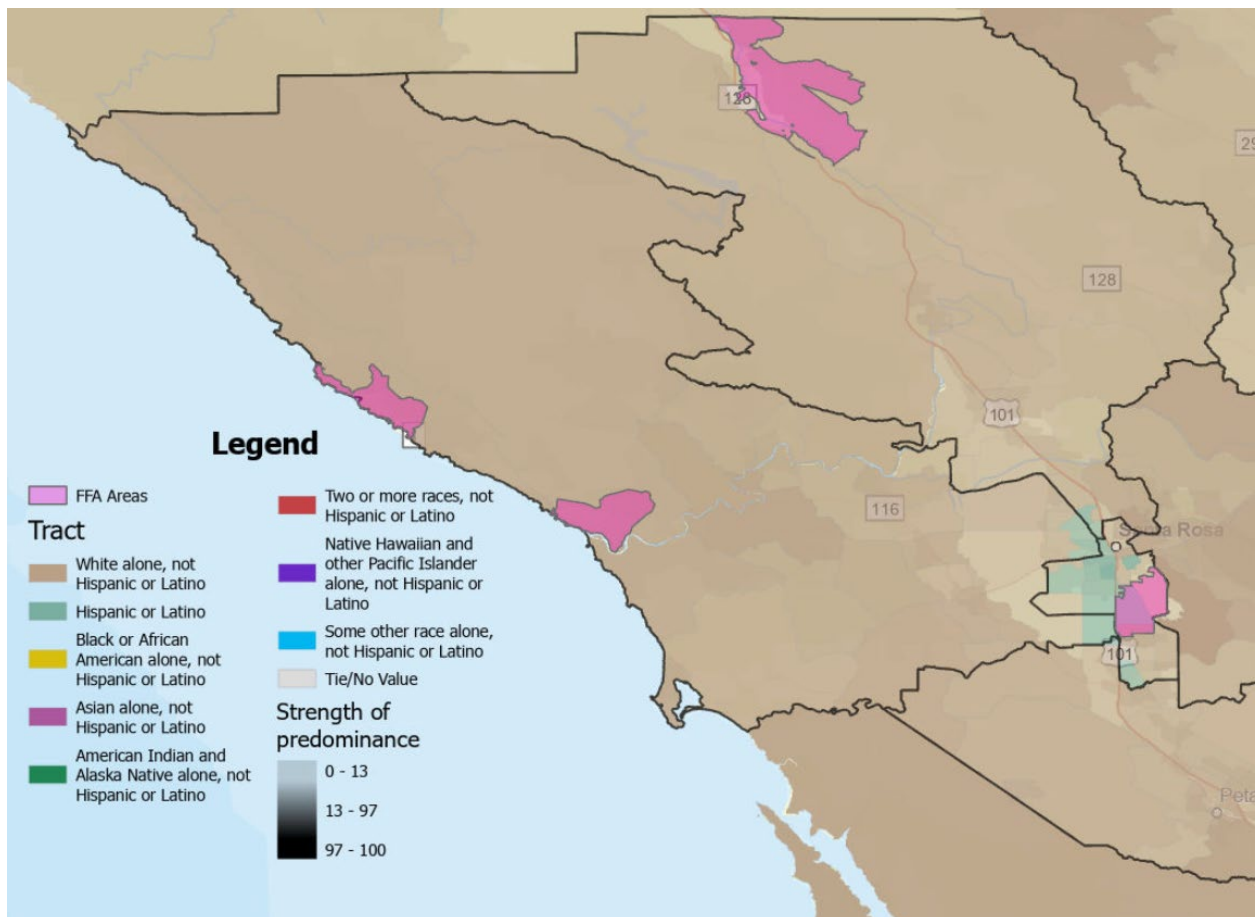 128
29
128
101
116
Santa Rosa
101
Peta
Legend
FFA Areas
Tract
White alone, not
Hispanic or Latino
Hispanic or Latino
Black or African
American alone, not
Hispanic or Latino
Asian alone, not
Hispanic or Latino
American Indian and
Alaska Native alone, not
Hispanic or Latino
Two or more races, not
Hispanic or Latino
Native Hawaiian and
other Pacific Islander
alone, not Hispanic or
Latino
Some other race alone,
not Hispanic or Latino
Tie/No Value
Strength of
predominance
0 - 13
13 - 97
97 - 100